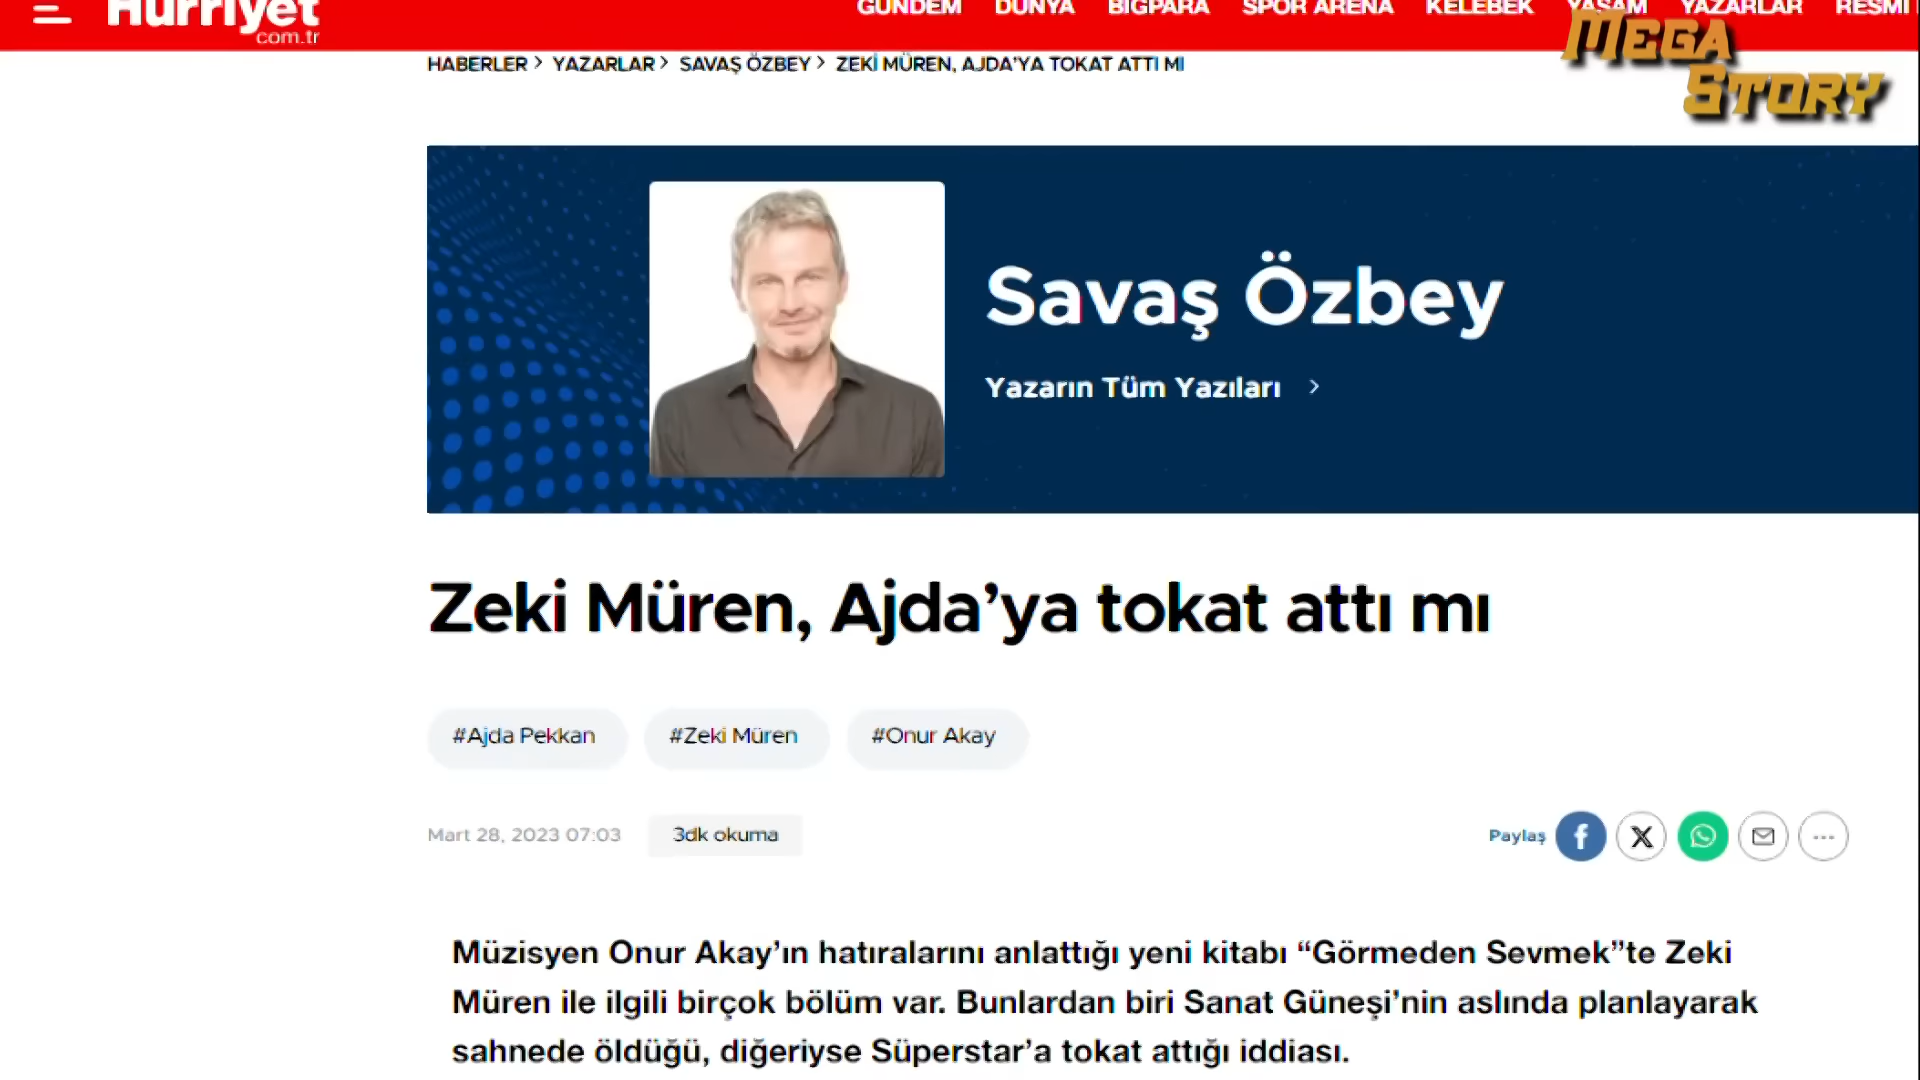 Hürriyet
com.tr
GÜNDEM DÜNYA BİGPARA SPOR ARENA KELEBEK YAŞAM YAZARLAR RESMİ
MEGA
STORY
HABERLER > YAZARLAR > SAVAŞ ÖZBEY > ZEKİ MÜREN, AJDA'YA TOKAT ATTI MI
Savaş Özbey
Yazarın Tüm Yazıları >
Zeki Müren, Ajda’ya tokat attı mı
#Ajda Pekkan #Zeki Müren #Onur Akay
Mart 28, 2023 07:03 3dk okuma Paylaş
Müzisyen Onur Akay’ın hatıralarını anlattığı yeni kitabı “Görmeden Sevmek”te Zeki
Müren ile ilgili birçok bölüm var. Bunlardan biri Sanat Güneşi’nin aslında planlayarak
sahnede öldüğü, diğeriyse Süperstar’a tokat attığı iddiası.